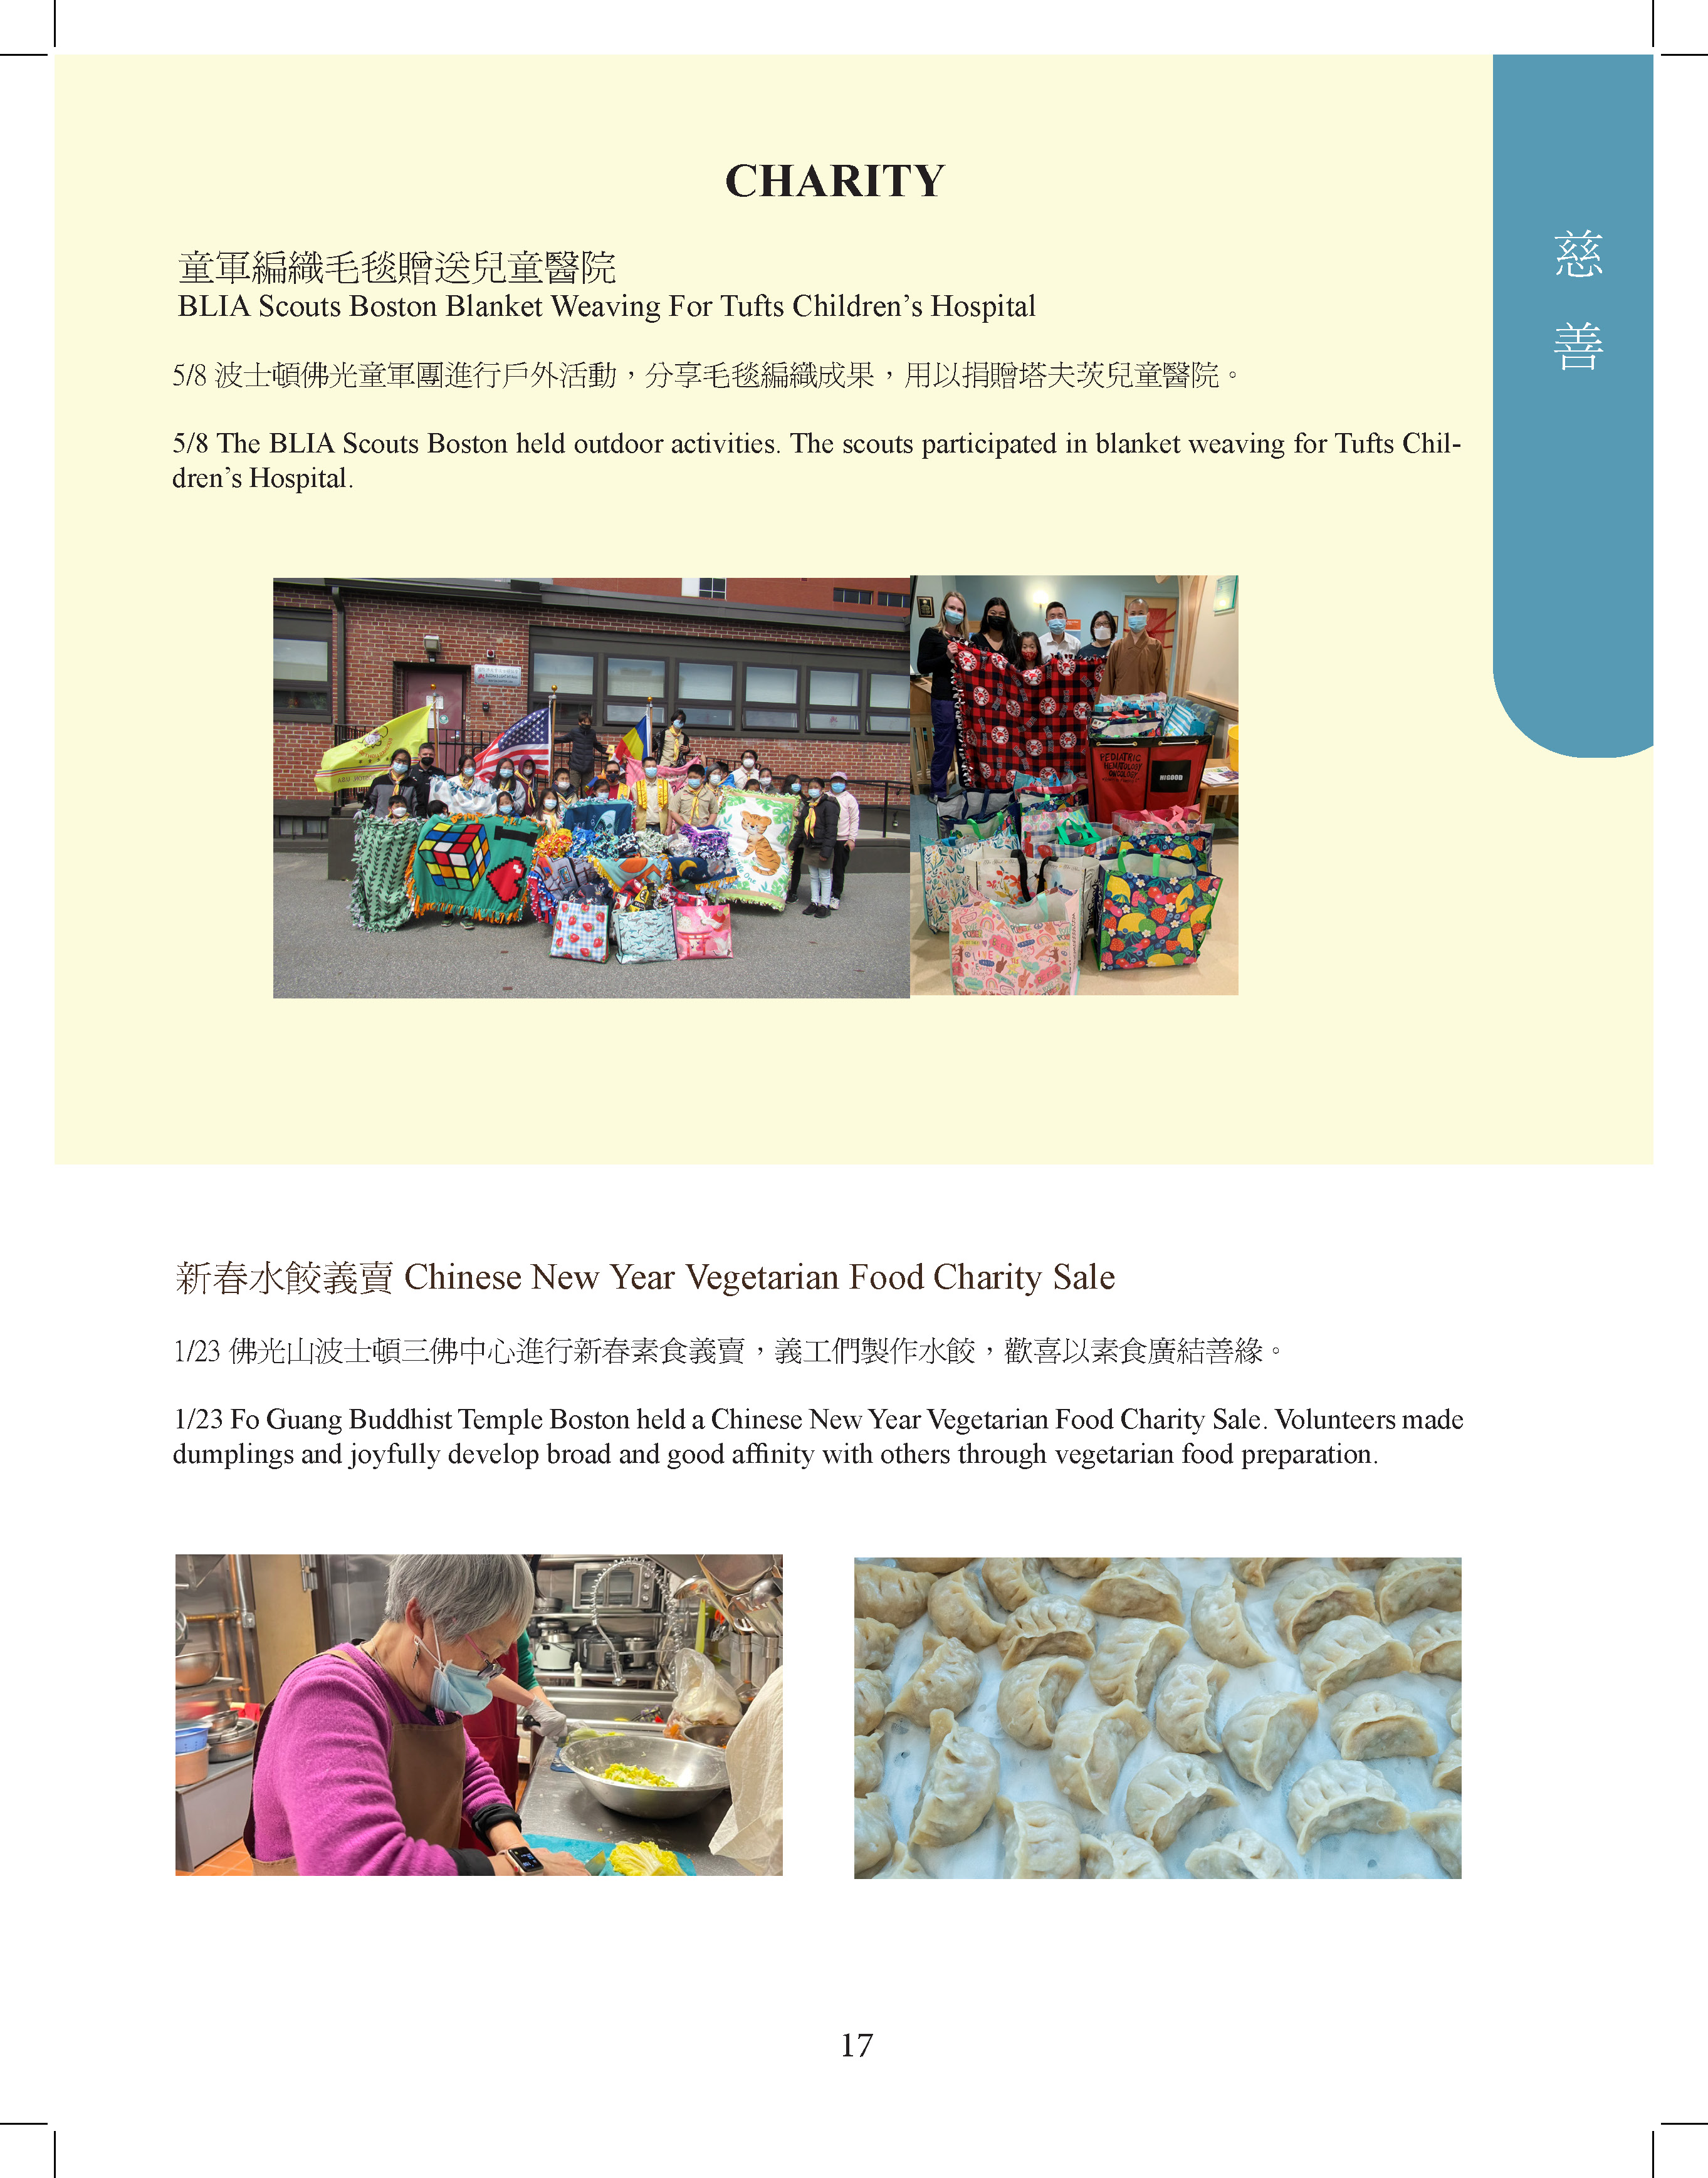 CHARITY
慈
善
童軍編織毛毯贈送兒童醫院
BLIA Scouts Boston Blanket Weaving For Tufts Children’s Hospital
5/8 波士頓佛光童軍團進行戶外活動，分享毛毯編織成果，用以捐贈塔夫茨兒童醫院。
5/8 The BLIA Scouts Boston held outdoor activities. The scouts participated in blanket weaving for Tufts Chil-
dren’s Hospital.
PEDIATRIC
HEMATOLOGY
ONCOLOGY
HIGOOD
新春水餃義賣 Chinese New Year Vegetarian Food Charity Sale
1/23 佛光山波士頓三佛中心進行新春素食義賣，義工們製作水餃，歡喜以素食廣結善緣。
1/23 Fo Guang Buddhist Temple Boston held a Chinese New Year Vegetarian Food Charity Sale. Volunteers made
dumplings and joyfully develop broad and good affinity with others through vegetarian food preparation.
17